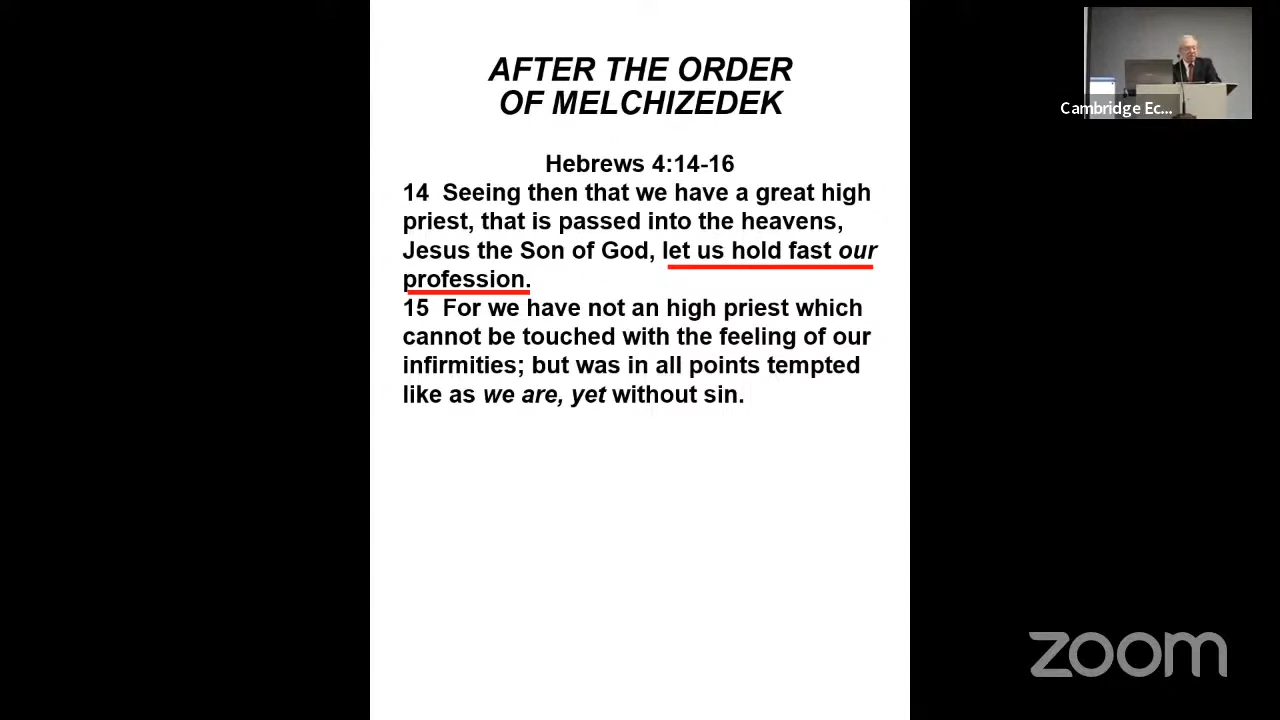 AFTER THE ORDER
OF MELCHIZEDEK
Hebrews 4:14-16
14 Seeing then that we have a great high
priest, that is passed into the heavens,
Jesus the Son of God, let us hold fast our
profession.
15 For we have not an high priest which
cannot be touched with the feeling of our
infirmities; but was in all points tempted
like as we are, yet without sin.
Cambridge Ec...
zoom